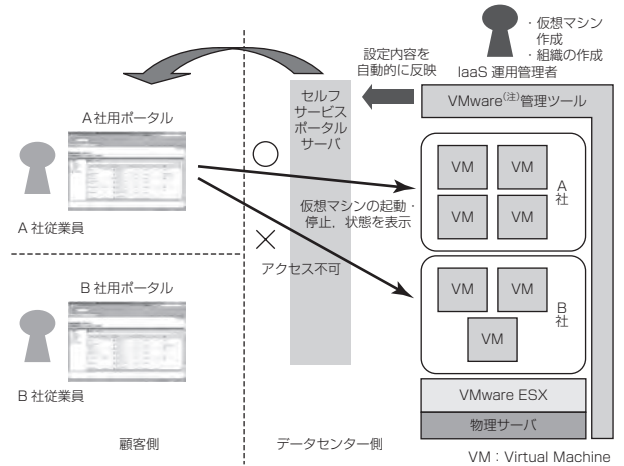 ・仮想マシン
作成
・組織の作成
IaaS 運用管理者
設定内容を
自動的に反映
VMware(注)管理ツール
セルフ
サービス
ポータル
サーバ
A社用ポータル
A 社従業員
○
仮想マシンの起動・
停止，状態を表示
×
アクセス不可
VM
VM
VM
VM
A
社
B 社用ポータル
B 社従業員
VM
VM
VM
B
社
VMware ESX
物理サーバ
顧客側
データセンター側
VM：Virtual Machine